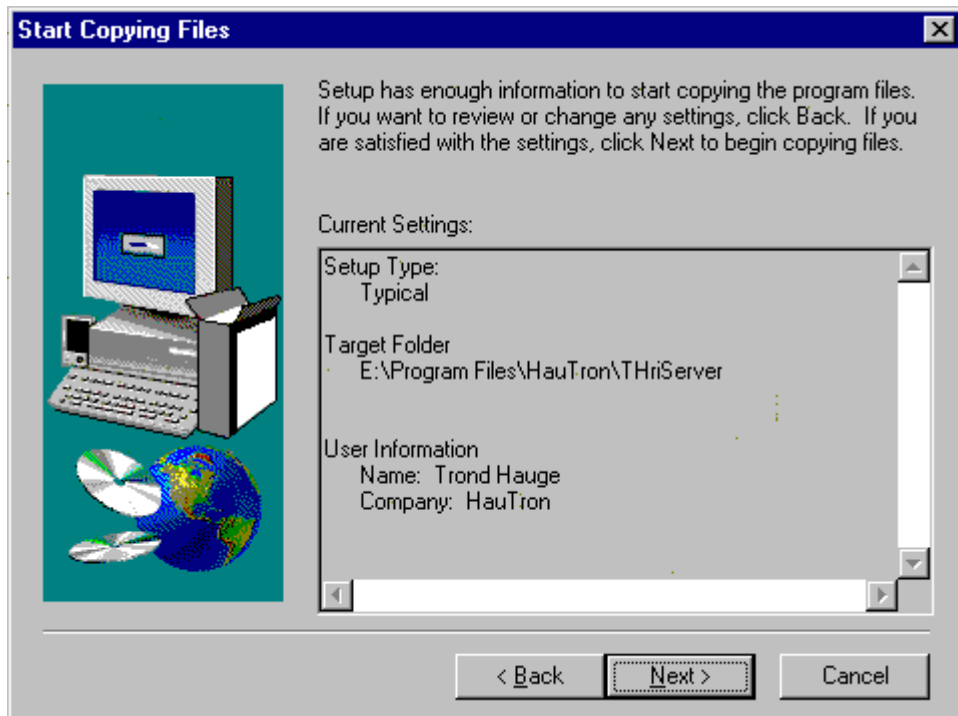 Start Copying Files
Setup has enough information to start copying the program files.
If you want to review or change any settings, click Back.  If you
are satisfied with the settings, click Next to begin copying files.
Current Settings:
Setup Type:
Typical
Target Folder
E:\Program Files\HauTron\THriServer
User Information
Name:  Trond Hauge
Company:  HauTron
< Back
Next >
Cancel